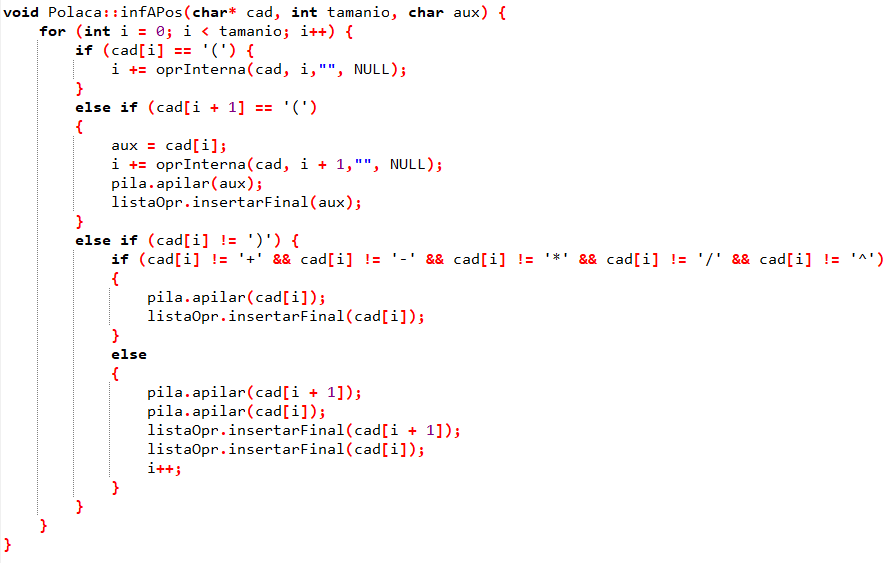 void Polaca::infAPos(char* cad, int tamanio, char aux) {
for (int i = 0; i < tamanio; i++) {
if (cad[i] == '(') {
i += oprInterna(cad, i,"", NULL);
}
else if (cad[i + 1] == '(')
{
aux = cad[i];
i += oprInterna(cad, i + 1,"", NULL);
pila.apilar(aux);
listaOpr.insertarFinal(aux);
}
else if (cad[i] != ')') {
if (cad[i] != '+' && cad[i] != '-' && cad[i] != '*' && cad[i] != '/' && cad[i] != '^')
{
pila.apilar(cad[i]);
listaOpr.insertarFinal(cad[i]);
}
else
{
pila.apilar(cad[i + 1]);
pila.apilar(cad[i]);
listaOpr.insertarFinal(cad[i + 1]);
listaOpr.insertarFinal(cad[i]);
i++;
}
}
}
}